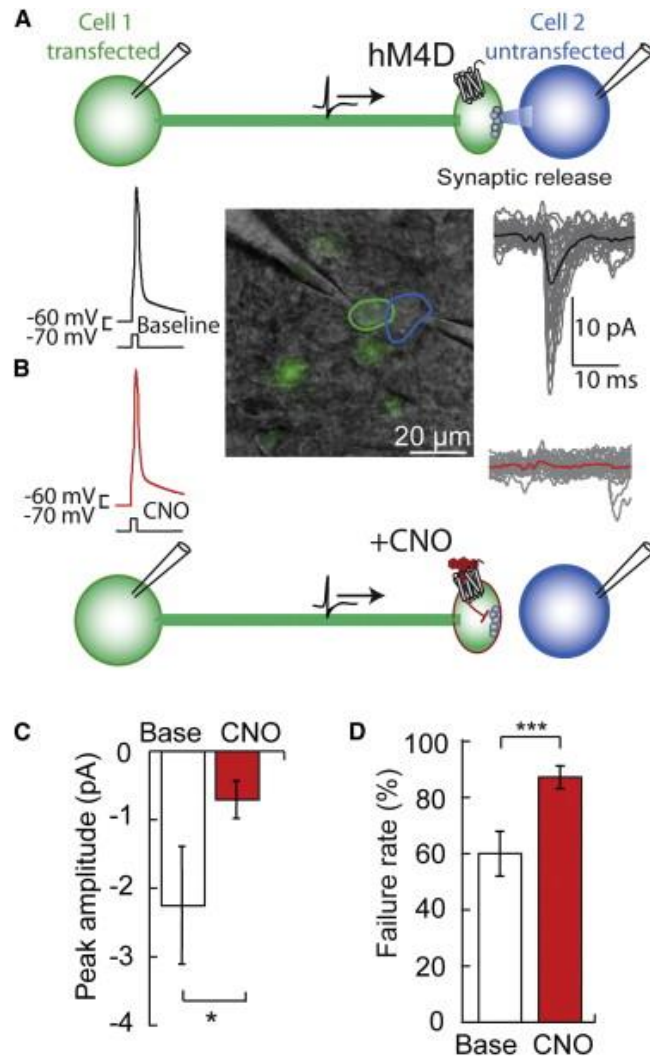 A
Cell 1
transfected
hM4D
Cell 2
untransfected
Synaptic release
-60 mV
-70 mV
Baseline
10 pA
10 ms
20 µm
B
-60 mV
-70 mV
CNO
+CNO
C
Base CNO
Peak amplitude (pA)
0
-1
-2
-3
-4
*
D
Failure rate (%)
100
80
60
40
20
0
***
Base CNO